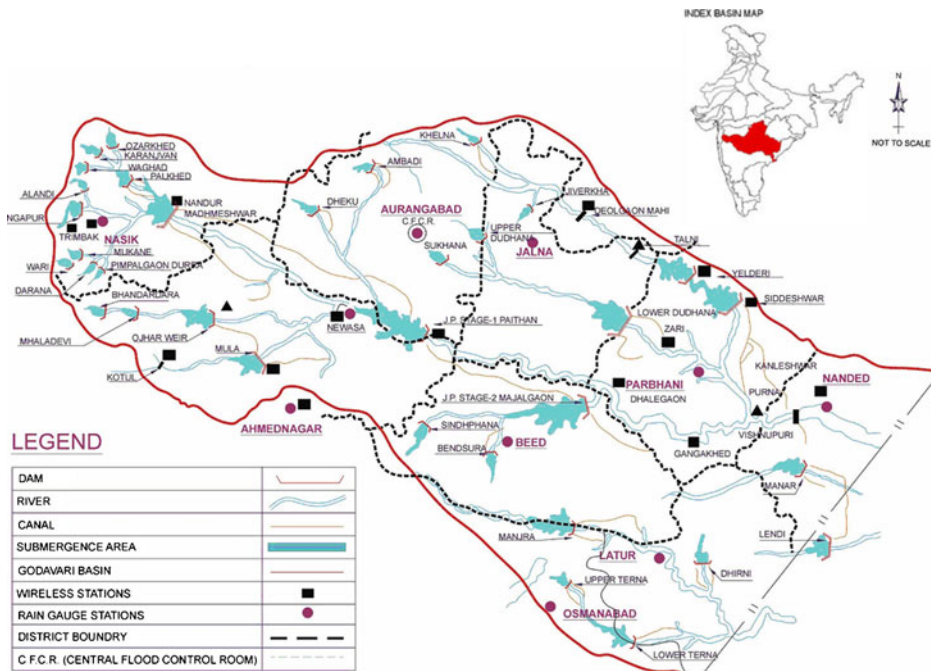 INDEX BASIN MAP
N
NOT TO SCALE
OZARKHED
KARANJVAN
WAGHAD
PALKHED
ALANDI
NGAPUR
TRIMBAK
NASIK
MUKANE
WARI
PIMPALGAON DURBA
DARANA
BHANDARDARA
MHALADEVI
OJHAR WEIR
KOTUL
MULA
NANDUR
MADHMESHWAR
KHELNA
AMBADI
DHEKU
AURANGABAD
C.F.C.R.
SUKHANA
UPPER
DUDHANA
JALNA
JIVERKHA
DEOLGAON MAHI
TALNI
YELDERI
SIDDESHWAR
NEWASA
J.P. STAGE-1 PAITHAN
LOWER DUDHANA
ZARI
KANLESHWAR
PARBHANI
DHALEGAON
PURNA
NANDED
AHMEDNAGAR
J.P. STAGE-2 MAJALGAON
SINDHPHANA
BENDSURA
BEED
VISHNUPURI
GANGAKHED
MANAR
LENDI
MANJRA
LATUR
DHIRNI
UPPER TERNA
OSMANABAD
LOWER TERNA
LEGEND
DAM
RIVER
CANAL
SUBMERGENCE AREA
GODAVARI BASIN
WIRELESS STATIONS
RAIN GAUGE STATIONS
DISTRICT BOUNDRY
C F.C.R. (CENTRAL FLOOD CONTROL ROOM)